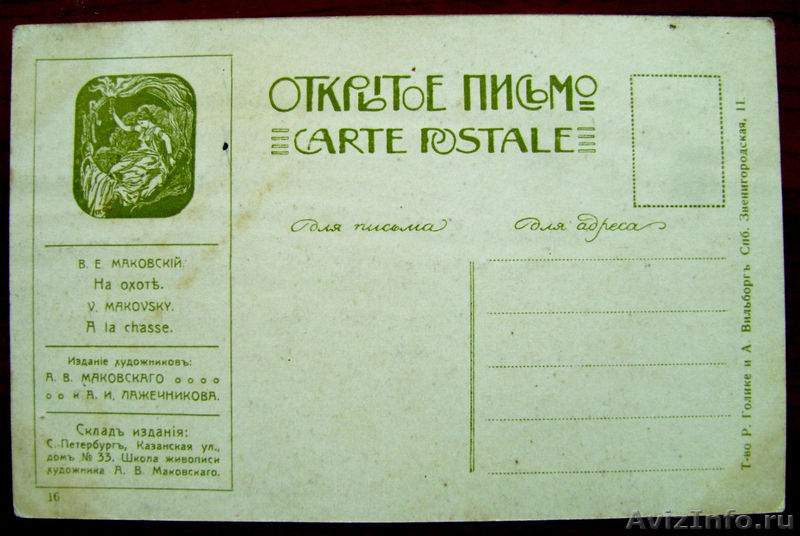 ОТКРЫТОЕ ПИСЬМО
CARTE POSTALE
Для письма
Для адреса
В. Е. МАКОВСКІЙ.
На охотѣ.
V. MAKOVSKY.
A la chasse.
Изданіе художниковъ:
А. В. МАКОВСКАГО
и А. И. ЛАЖЕЧНИКОВА.
Складъ изданія:
С.-Петербургъ, Казанская ул.,
домъ № 33. Школа живописи
художника А. В. Маковскаго.
16
Т-во Р. Голике и А. Вильборгъ Спб. Звенигородская, 11.
AvizInfo.ru